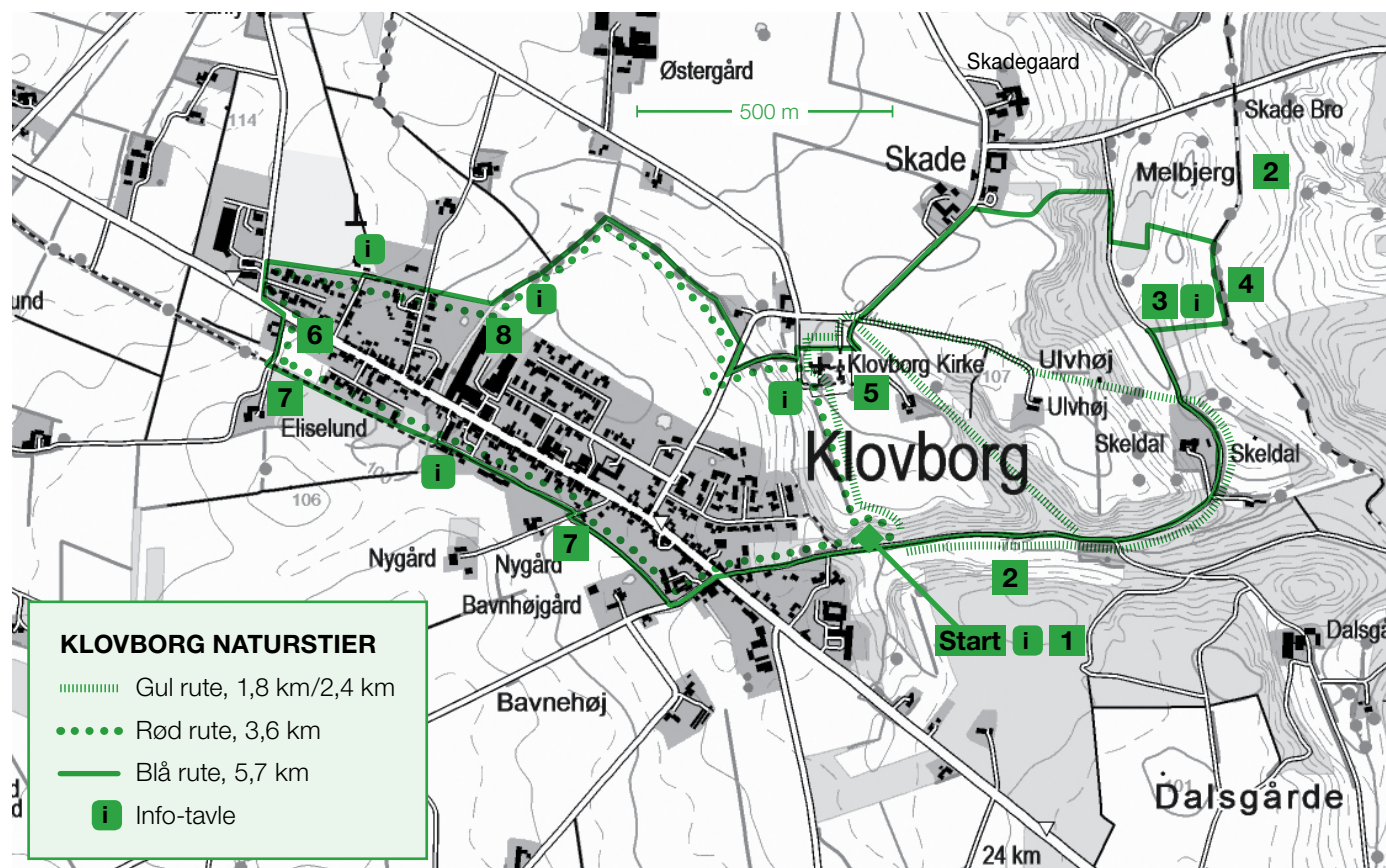 Østergård
Skadegaard
500 m
114
Skade Bro
Skade
Melbjerg
2
i
i
3
i
4
6
8
Klovborg Kirke
107
Ulvhøj
5
i
Ulvhøj
7
Eliselund
Klovborg
Skeldal
Skeldal
i
106
7
75
2
Nygård
Nygård
Bavnhøjgård
Start
i
1
Bavnehøj
101
Dalsgårde
24 km
KLOVBORG NATURSTIER
Gul rute, 1,8 km/2,4 km
Rød rute, 3,6 km
Blå rute, 5,7 km
i
Info-tavle